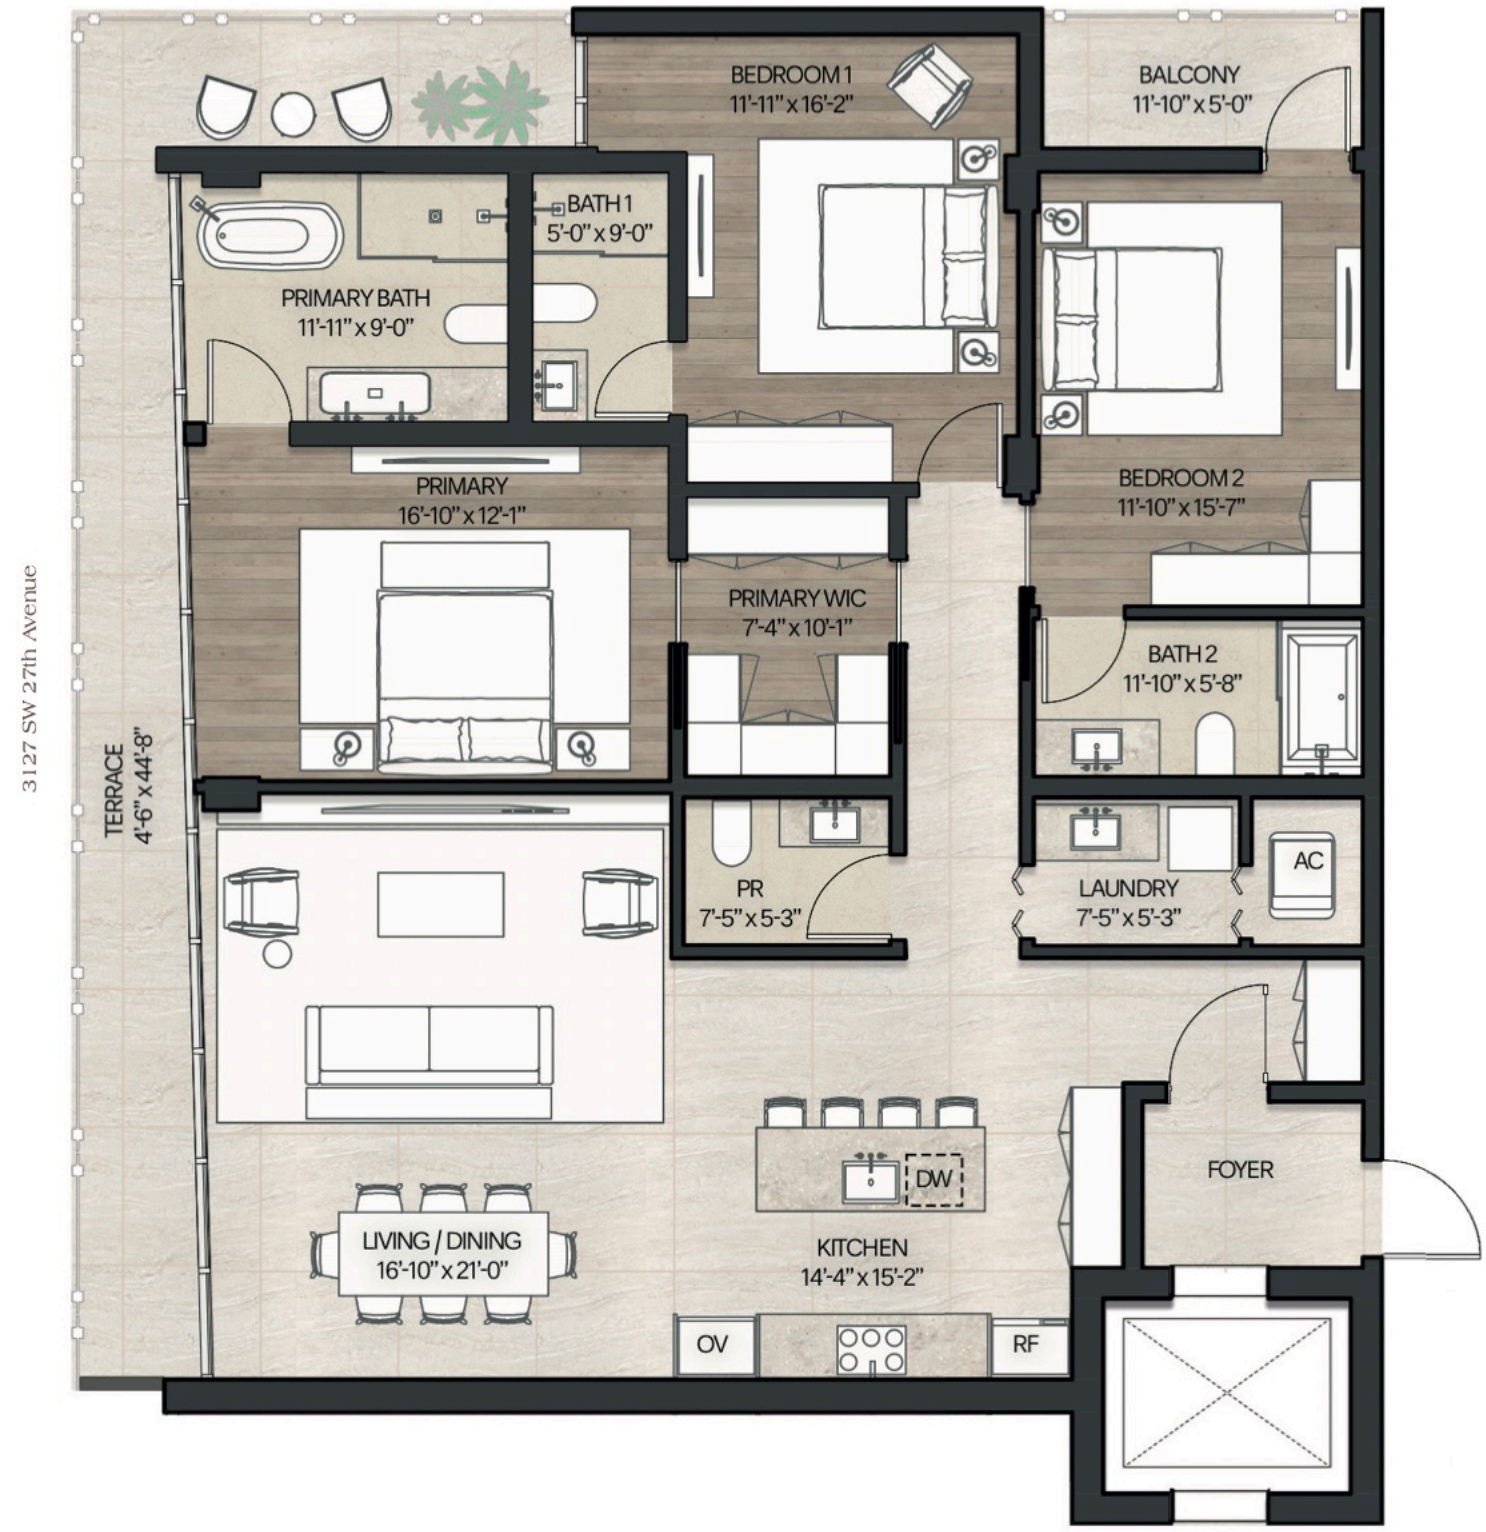 BEDROOM 1
11'-11" x 16'-2"
BALCONY
11'-10" x 5'-0"
BATH 1
5'-0" x 9'-0"
PRIMARY BATH
11'-11" x 9'-0"
PRIMARY
16'-10" x 12'-1"
BEDROOM 2
11'-10" x 15'-7"
PRIMARY WIC
7'-4" x 10'-1"
3127 SW 27th Avenue
BATH 2
11'-10" x 5'-8"
TERRACE
4'-6" x 44'-8"
PR
7'-5" x 5-3"
LAUNDRY
7'-5" x 5'-3"
AC
FOYER
DW
LIVING / DINING
16'-10" x 21'-0"
KITCHEN
14'-4" x 15'-2"
OV
RF